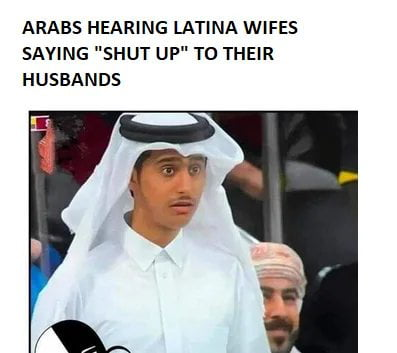 ARABS HEARING LATINA WIFES
SAYING "SHUT UP" TO THEIR
HUSBANDS